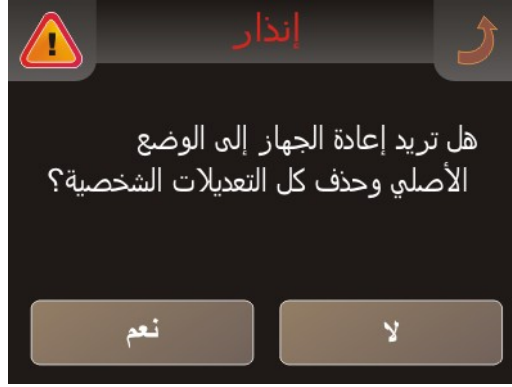 إنذار
هل تريد إعادة الجهاز إلى الوضع
الأصلي وحذف كل التعديلات الشخصية؟
لا
نعم